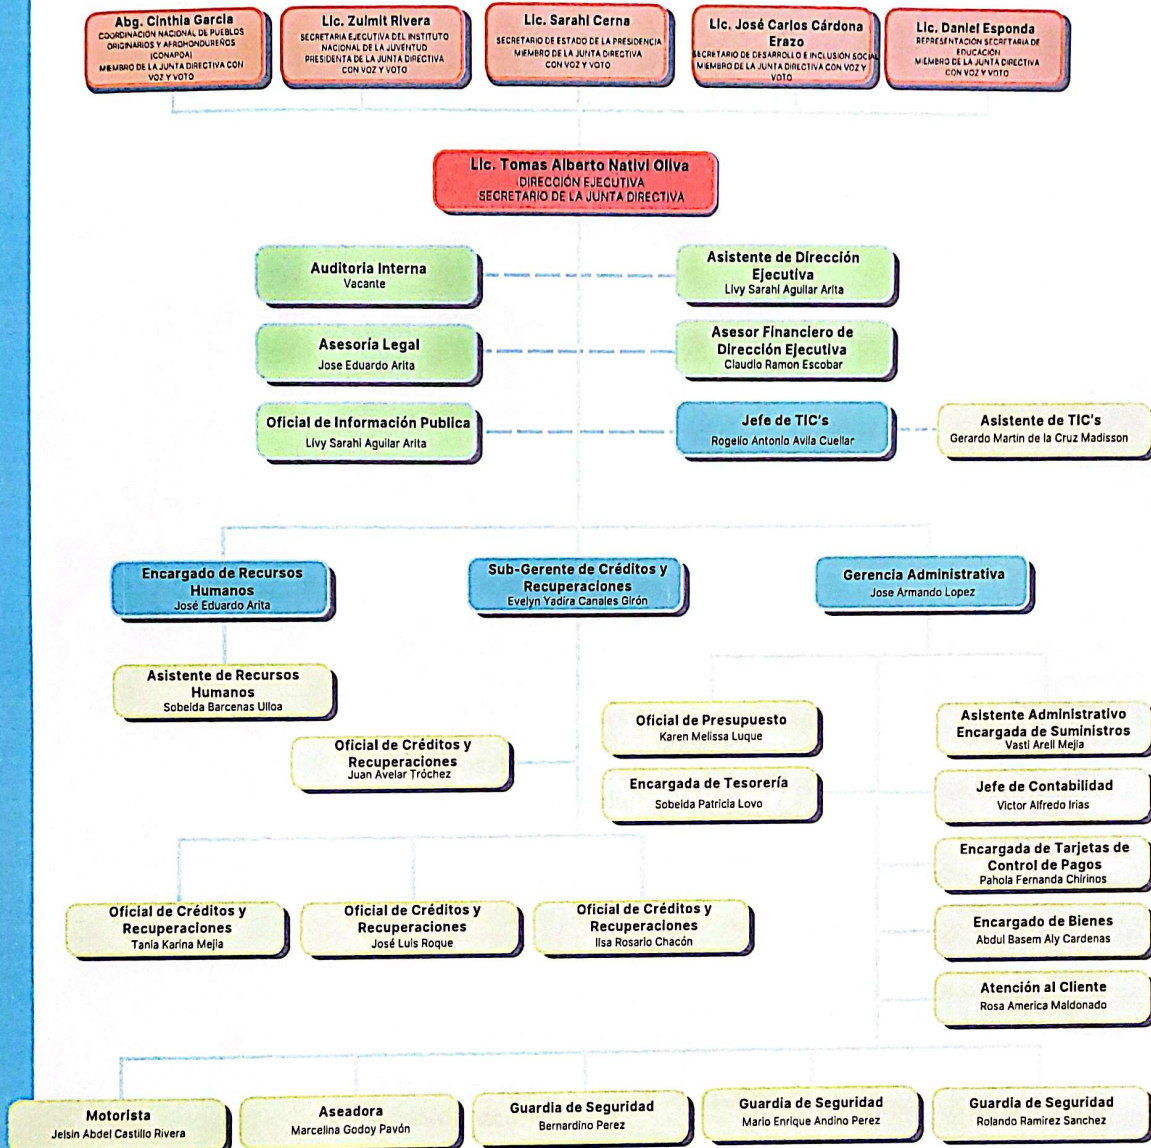 Abg. Cinthia Garcia
COORDINACIÓN NACIONAL DE PUEBLOS
ORIGINARIOS Y AFROHONDUREÑOS
(CONAPOA)
MIEMBRO DE LA JUNTA DIRECTIVA CON
VOZ Y VOTO
Lic. Zulmit Rivera
SECRETARIA EJECUTIVA DEL INSTITUTO
NACIONAL DE LA JUVENTUD
PRESIDENTA DE LA JUNTA DIRECTIVA
CON VOZ Y VOTO
Lic. Sarahi Cerna
SECRETARIO DE ESTADO DE LA PRESIDENCIA
MIEMBRO DE LA JUNTA DIRECTIVA
CON VOZ Y VOTO
Lic. José Carlos Cárdona
Erazo
SECRETARIO DE DESARROLLO E INCLUSIÓN SOCIAL
MIEMBRO DE LA JUNTA DIRECTIVA CON VOZ Y
VOTO
Lic. Daniel Esponda
REPRESENTACIÓN SECRETARIA DE
EDUCACIÓN
MIEMBRO DE LA JUNTA DIRECTIVA
CON VOZ Y VOTO
Lic. Tomas Alberto Nativi Oliva
DIRECCIÓN EJECUTIVA
SECRETARIO DE LA JUNTA DIRECTIVA
Auditoria Interna
Vacante
Asistente de Dirección
Ejecutiva
Livy Sarahi Aguilar Arita
Asesoría Legal
Jose Eduardo Arita
Asesor Financiero de
Dirección Ejecutiva
Claudio Ramon Escobar
Oficial de Información Publica
Livy Sarahi Aguilar Arita
Jefe de TIC's
Rogelio Antonio Avila Cuellar
Asistente de TIC's
Gerardo Martin de la Cruz Madisson
Encargado de Recursos
Humanos
José Eduardo Arita
Sub-Gerente de Créditos y
Recuperaciones
Evelyn Yadira Canales Girón
Gerencia Administrativa
Jose Armando Lopez
Asistente de Recursos
Humanos
Sobeida Barcenas Ulloa
Oficial de Créditos y
Recuperaciones
Juan Avelar Tróchez
Oficial de Presupuesto
Karen Melissa Luque
Asistente Administrativo
Encargada de Suministros
Vasti Areli Mejia
Encargada de Tesorería
Sobeida Patricia Lovo
Jefe de Contabilidad
Victor Alfredo Irias
Encargada de Tarjetas de
Control de Pagos
Pahola Fernanda Chirinos
Oficial de Créditos y
Recuperaciones
Tania Karina Mejia
Oficial de Créditos y
Recuperaciones
José Luis Roque
Oficial de Créditos y
Recuperaciones
Ilsa Rosario Chacón
Encargado de Bienes
Abdul Basem Aly Cardenas
Atención al Cliente
Rosa America Maldonado
Motorista
Jelsin Abdel Castillo Rivera
Aseadora
Marcelina Godoy Pavón
Guardia de Seguridad
Bernardino Perez
Guardia de Seguridad
Mario Enrique Andino Perez
Guardia de Seguridad
Rolando Ramirez Sanchez